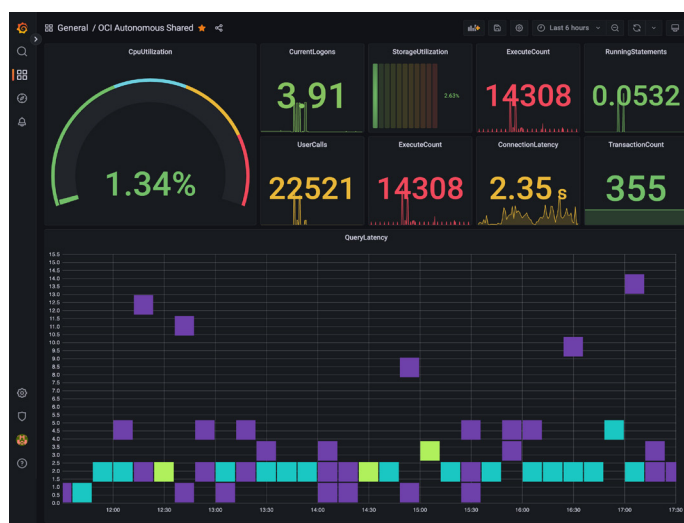 General / OCI Autonomous Shared
Last 6 hours
CpuUtilization
1.34%
CurrentLogons
3.91
StorageUtilization
2.63%
ExecuteCount
14308
RunningStatements
0.0532
UserCalls
22521
ExecuteCount
14308
ConnectionLatency
2.35 s
TransactionCount
355
QueryLatency
15.5
15.0
14.5
14.0
13.5
13.0
12.5
12.0
11.5
11.0
10.5
10.0
9.5
9.0
8.5
8.0
7.5
7.0
6.5
6.0
5.5
5.0
4.5
4.0
3.5
3.0
2.5
2.0
1.5
1.0
0.5
0.0
12:00 12:30 13:00 13:30 14:00 14:30 15:00 15:30 16:00 16:30 17:00 17:30